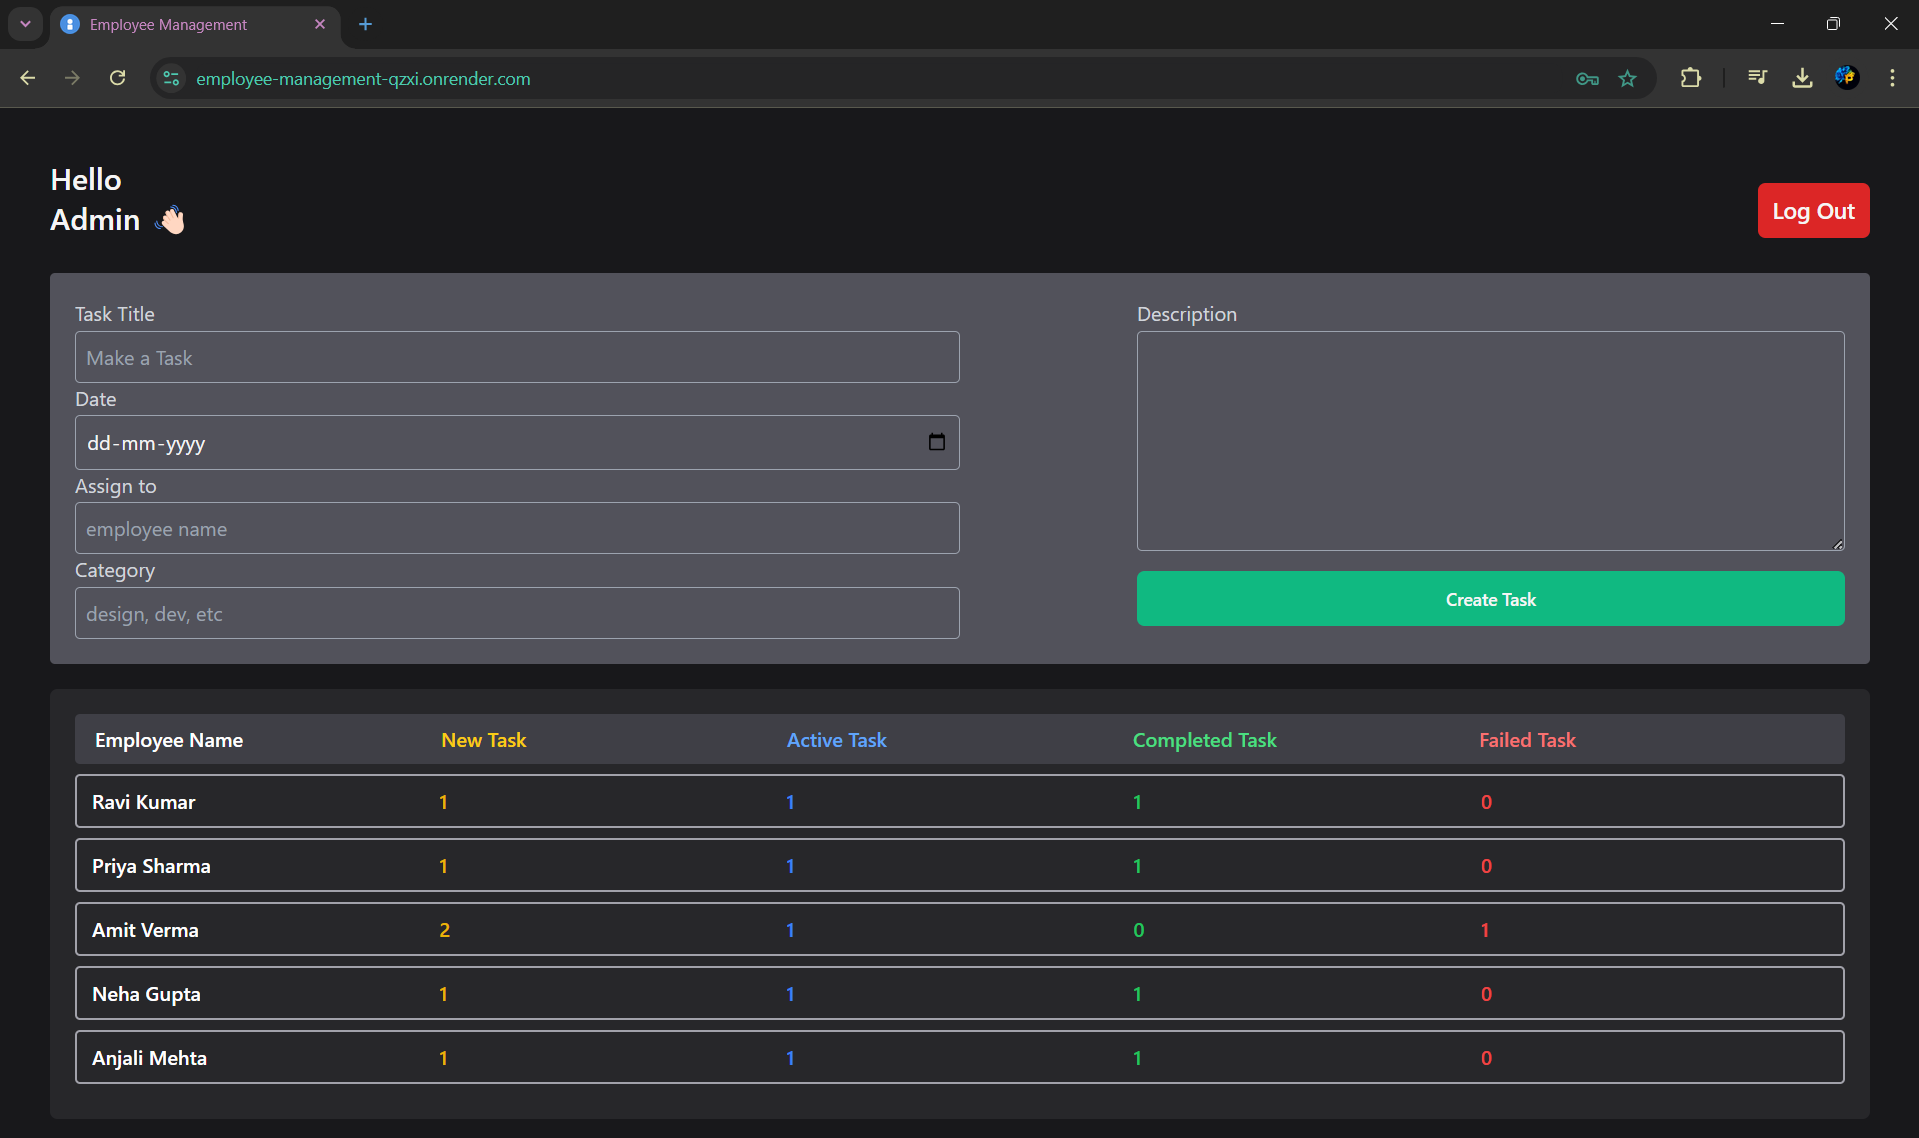 Employee Management
employee-management-qzxi.onrender.com
Hello
Admin 👋🏻
Log Out
Task Title
Make a Task
Date
dd-mm-yyyy
Assign to
employee name
Category
design, dev, etc
Description
Create Task
Employee Name New Task Active Task Completed Task Failed Task
Ravi Kumar 1 1 1 0
Priya Sharma 1 1 1 0
Amit Verma 2 1 0 1
Neha Gupta 1 1 1 0
Anjali Mehta 1 1 1 0